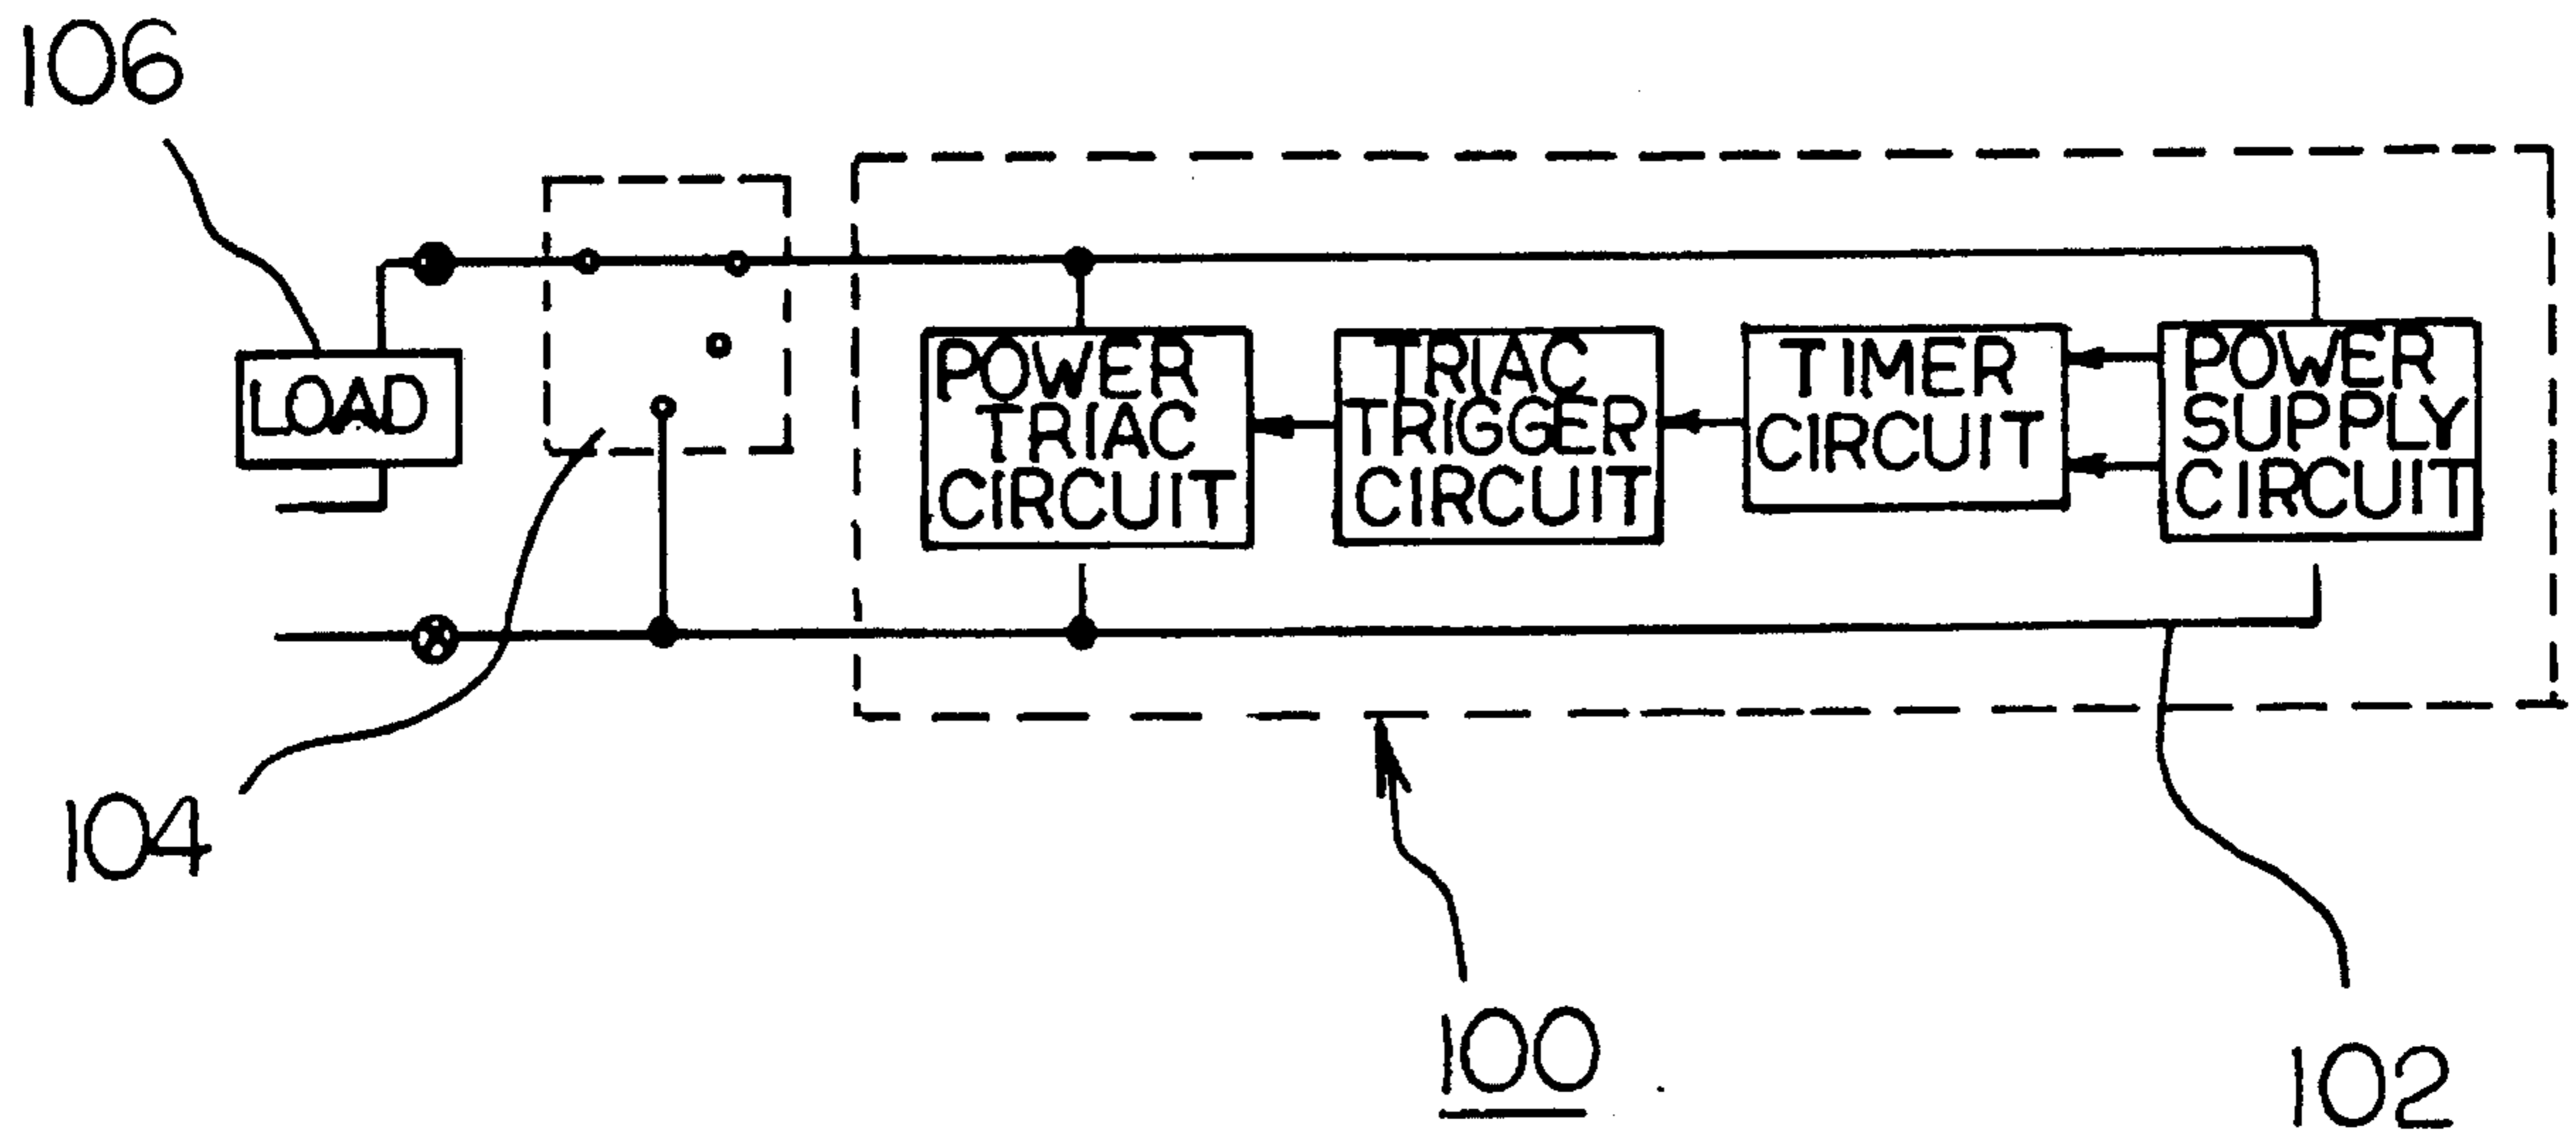 106
LOAD
POWER
TRIAC
CIRCUIT
TRIAC
TRIGGER
CIRCUIT
TIMER
CIRCUIT
POWER
SUPPLY
CIRCUIT
104
100
102